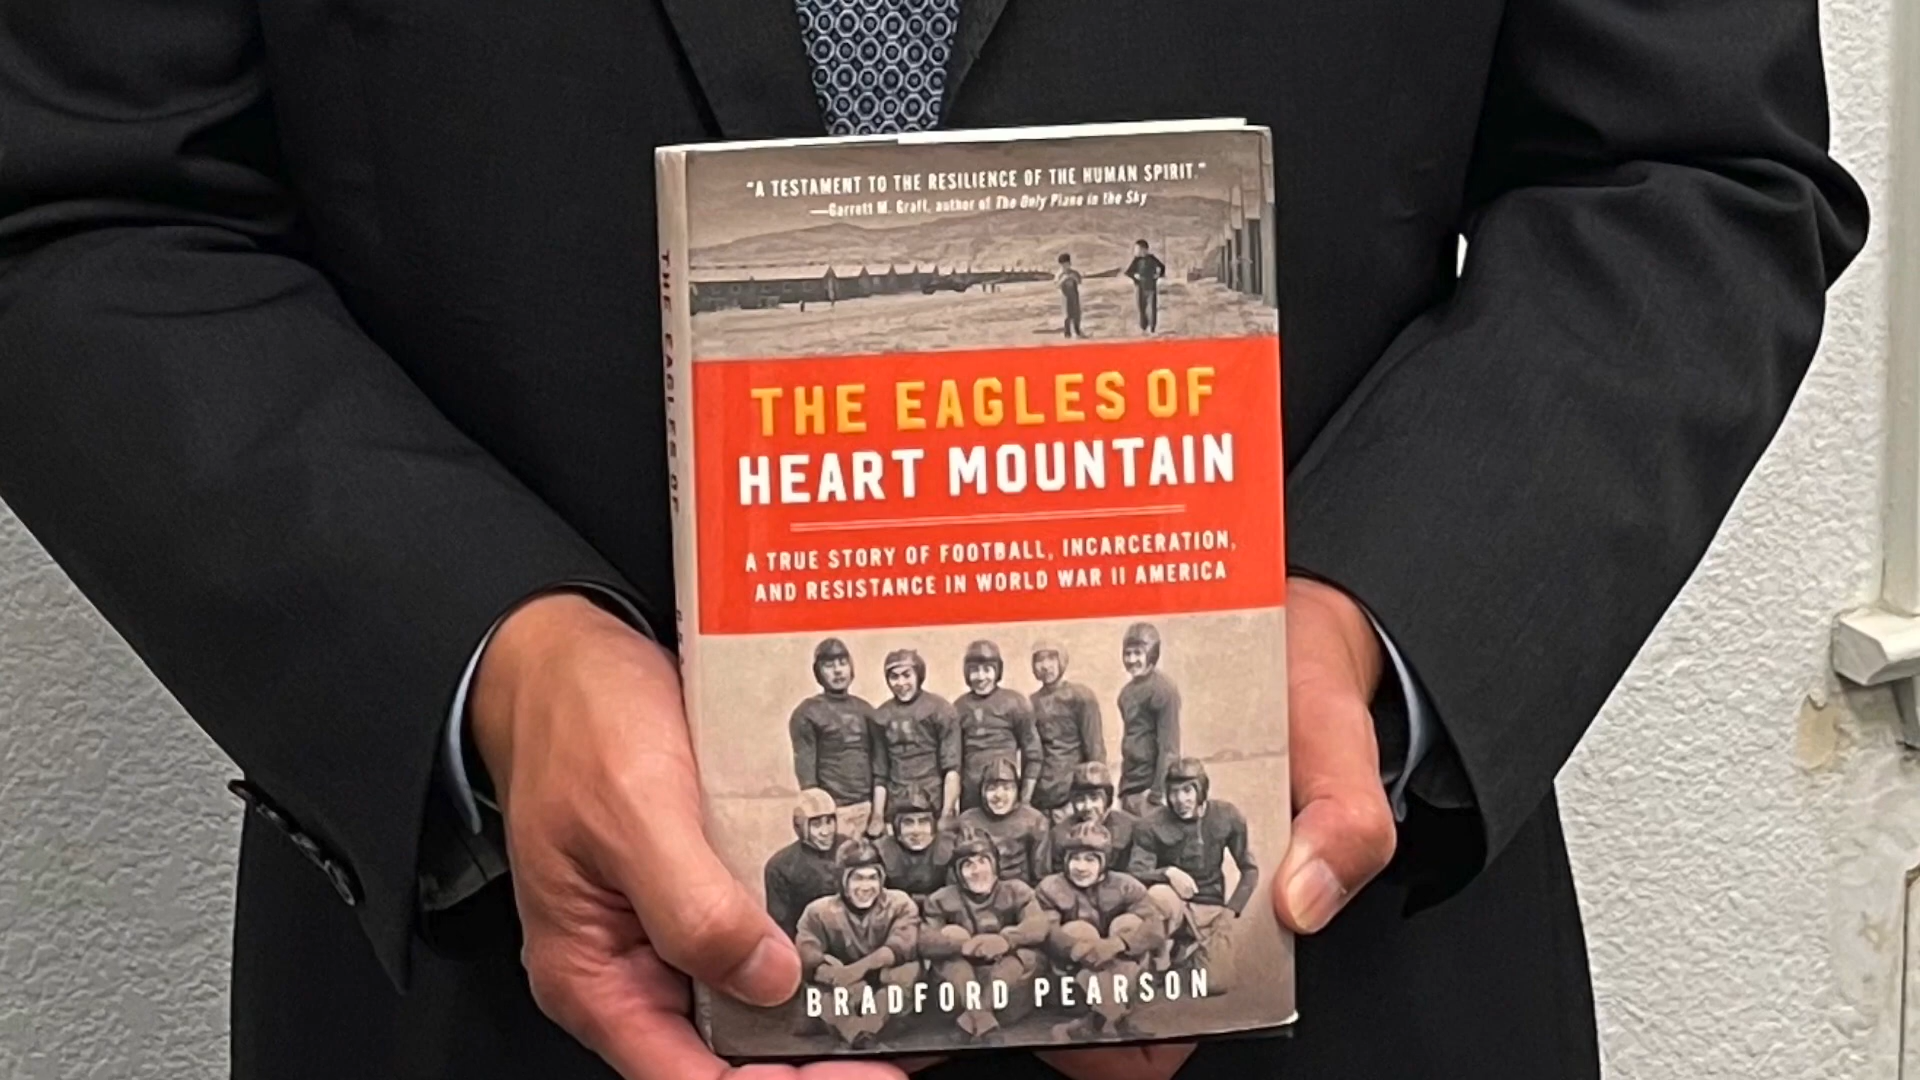 "A TESTAMENT TO THE RESILIENCE OF THE HUMAN SPIRIT."
—Garrett M. Graff, author of The Only Plane in the Sky
THE EAGLES OF
HEART MOUNTAIN
A TRUE STORY OF FOOTBALL, INCARCERATION,
AND RESISTANCE IN WORLD WAR II AMERICA
BRADFORD PEARSON
THE EAGLES OF